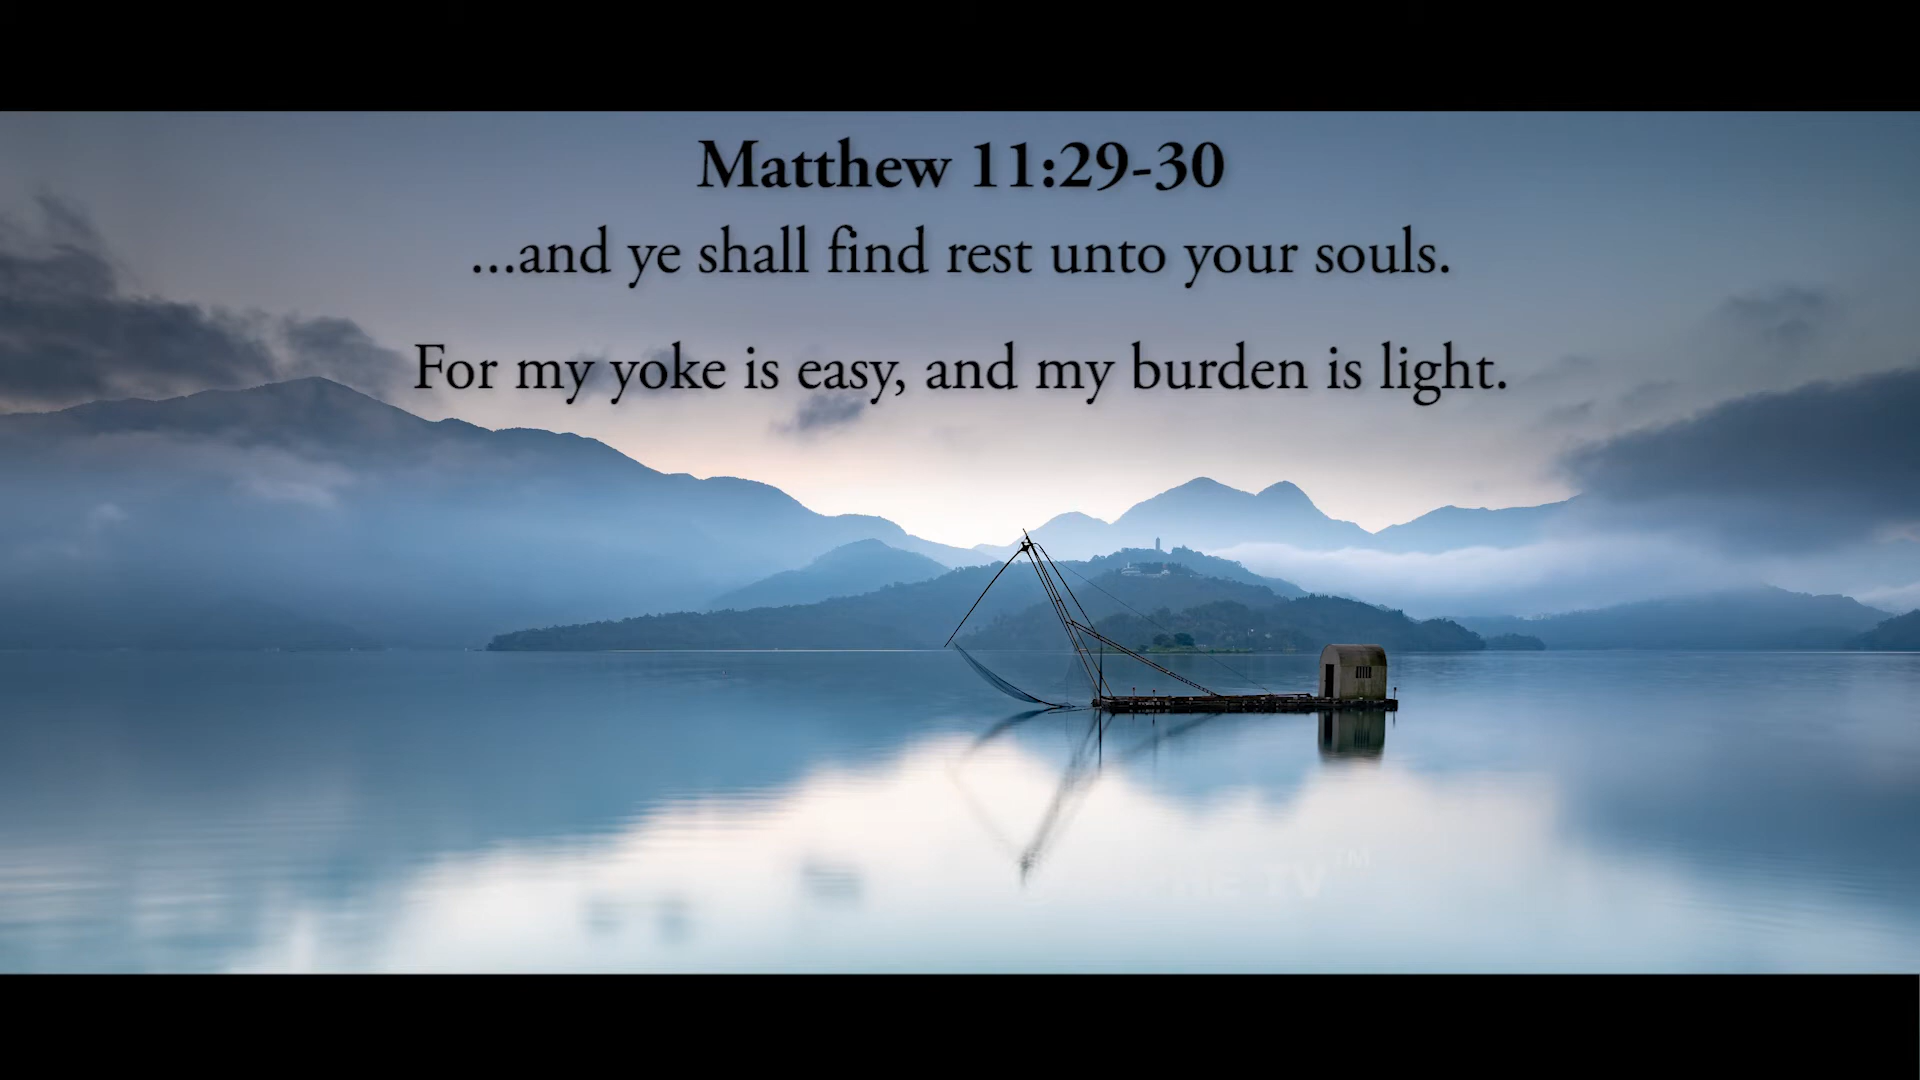 Matthew 11:29-30
...and ye shall find rest unto your souls.
For my yoke is easy, and my burden is light.
TV™